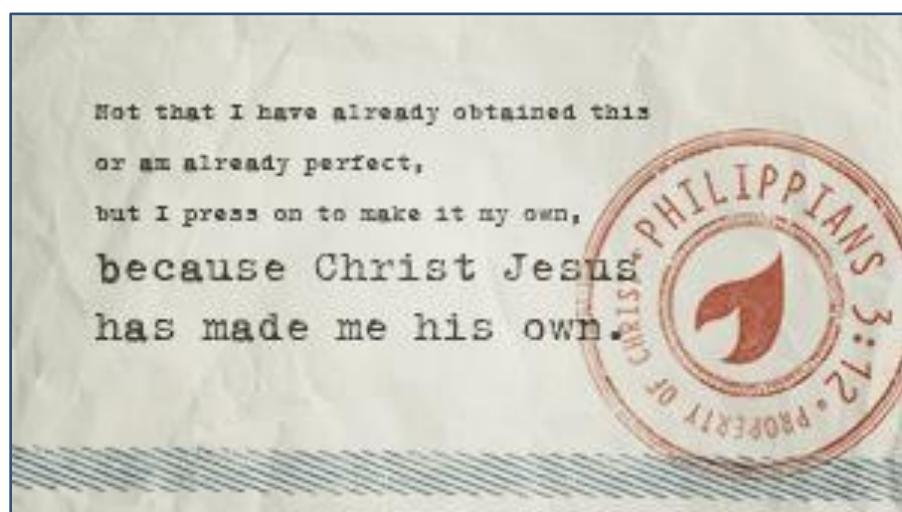 Not that I have already obtained this
or am already perfect,
but I press on to make it my own,
because Christ Jesus
has made me his own.
PHILIPPIANS 3:12
PROPERTY OF CHRIST